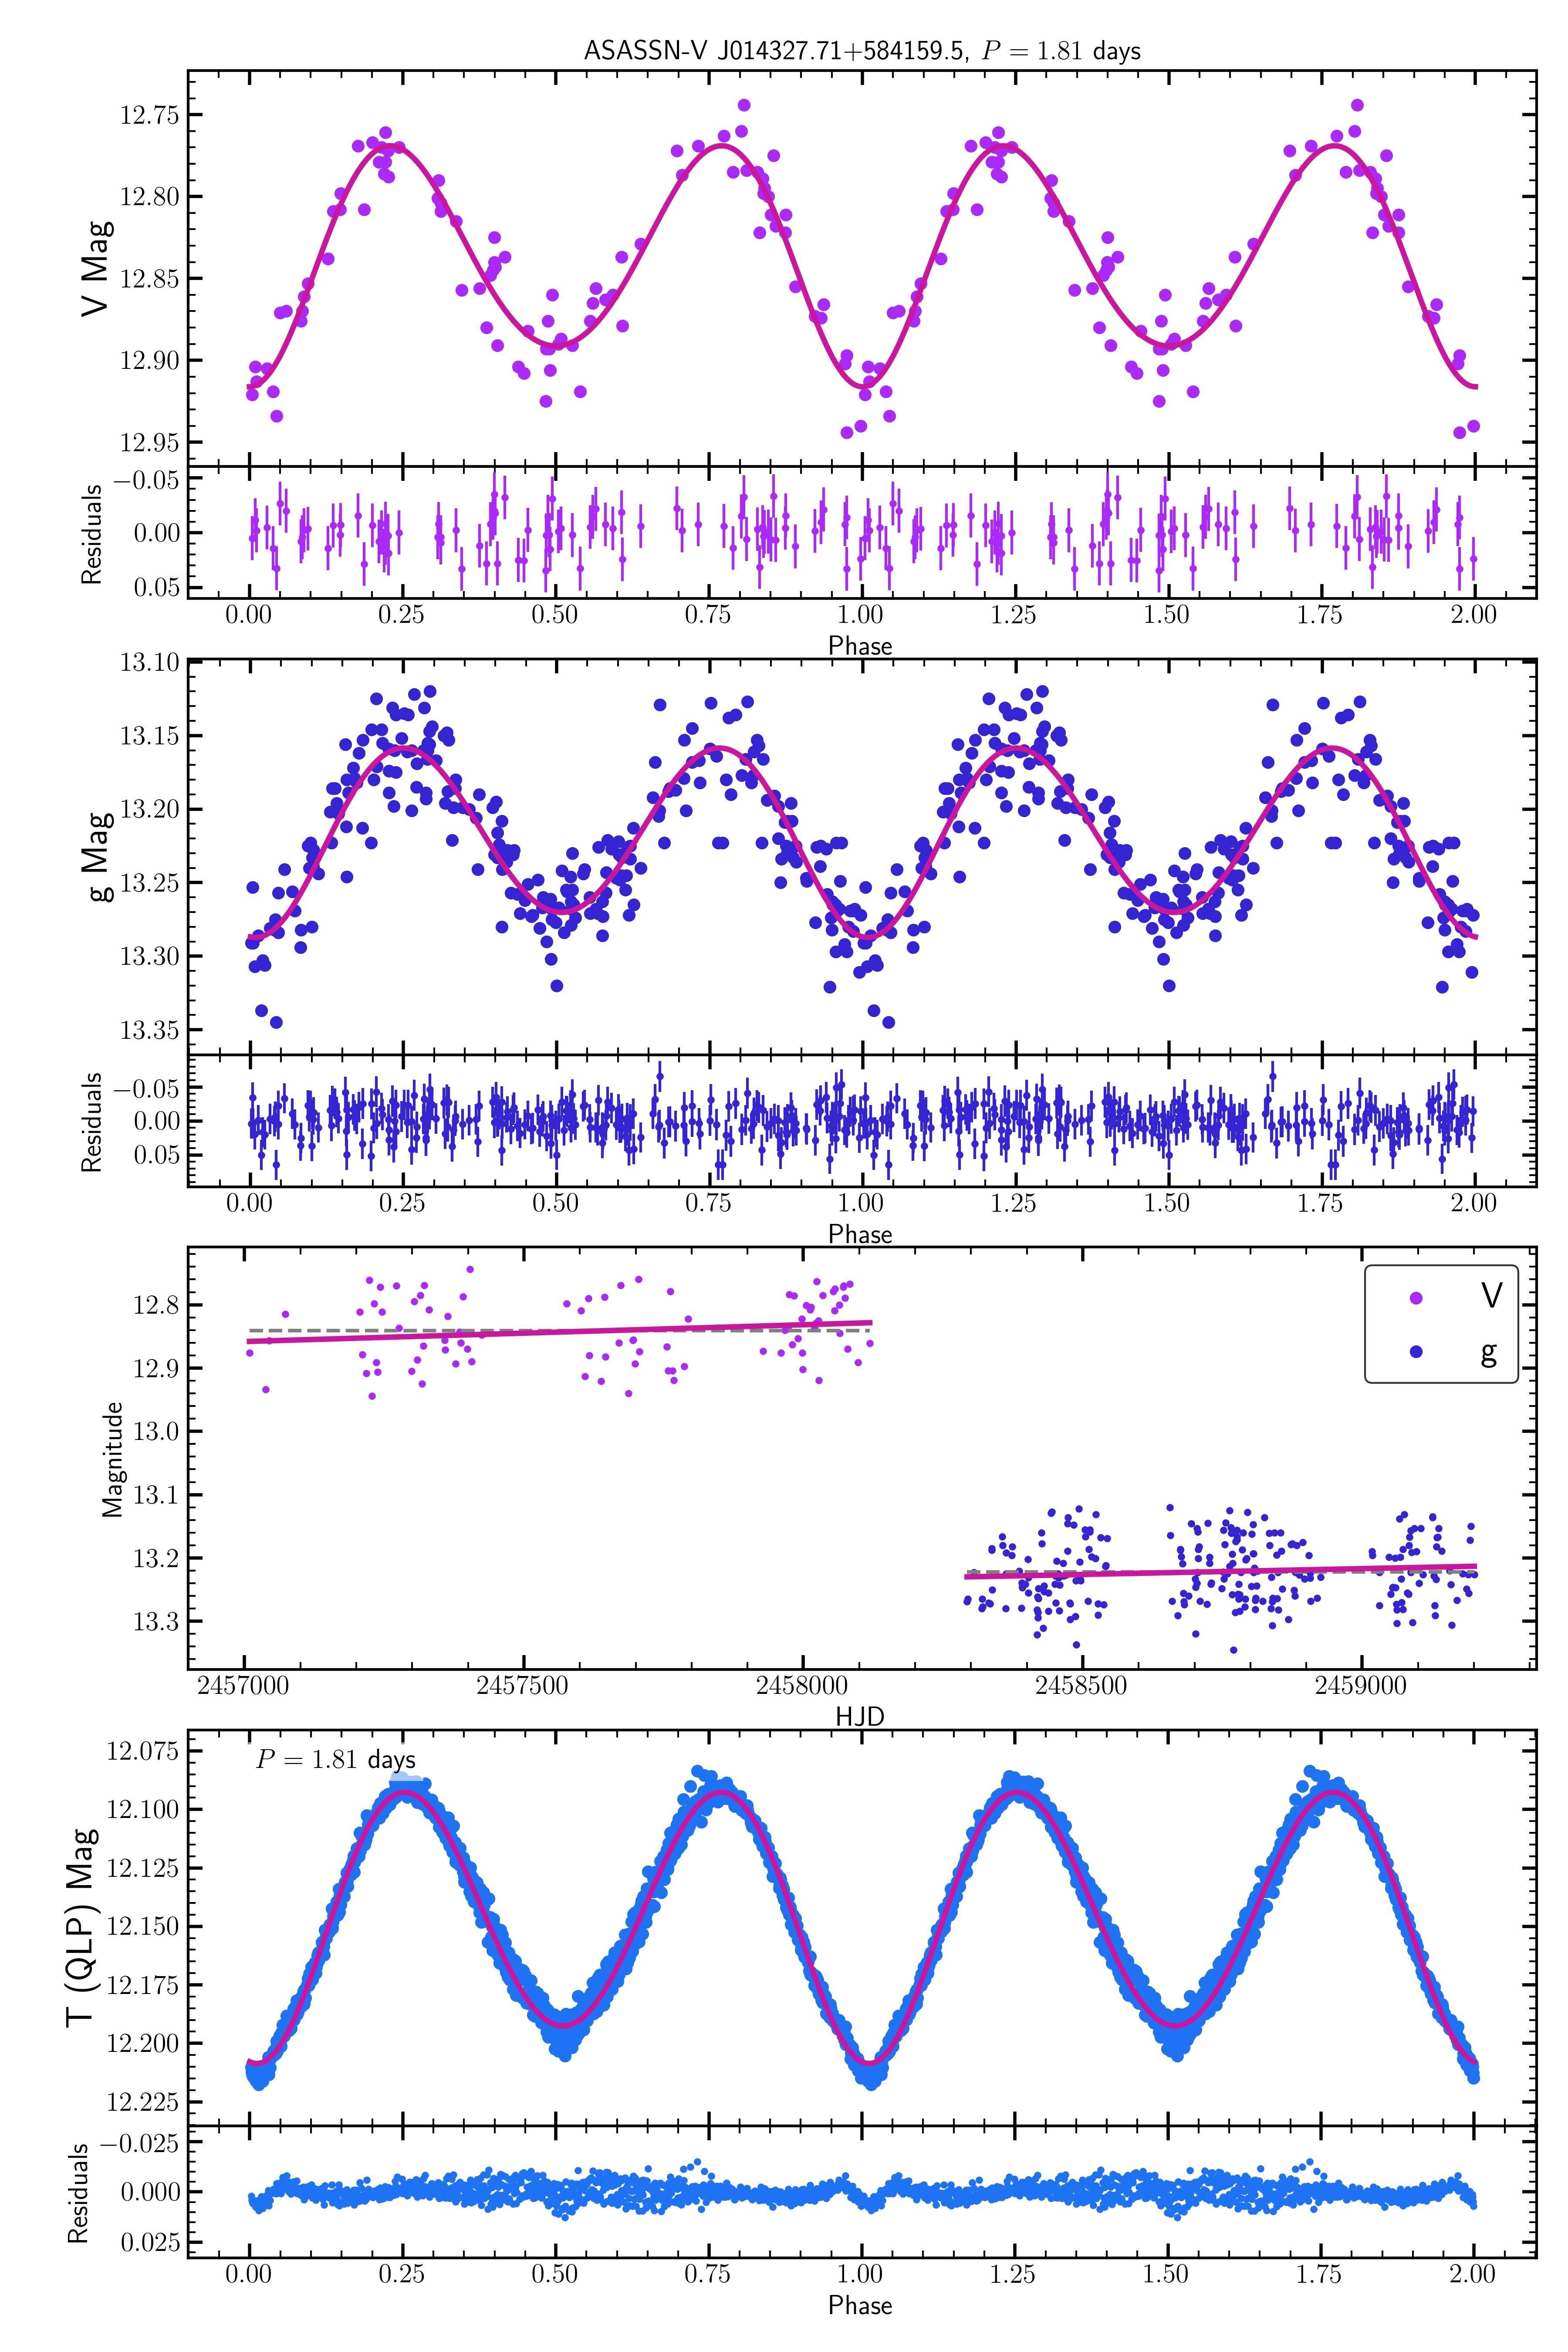 ASASSN-V J014327.71+584159.5, P = 1.81 days
12.75
12.80
12.85
12.90
12.95
V Mag
−0.05
0.00
0.05
Residuals
0.00 0.25 0.50 0.75 1.00 1.25 1.50 1.75 2.00
Phase
13.10
13.15
13.20
13.25
13.30
13.35
g Mag
−0.05
0.00
0.05
Residuals
0.00 0.25 0.50 0.75 1.00 1.25 1.50 1.75 2.00
Phase
12.8
12.9
13.0
13.1
13.2
13.3
Magnitude
V
g
2457000 2457500 2458000 2458500 2459000
HJD
P = 1.81 days
12.075
12.100
12.125
12.150
12.175
12.200
12.225
T (QLP) Mag
−0.025
0.000
0.025
Residuals
0.00 0.25 0.50 0.75 1.00 1.25 1.50 1.75 2.00
Phase